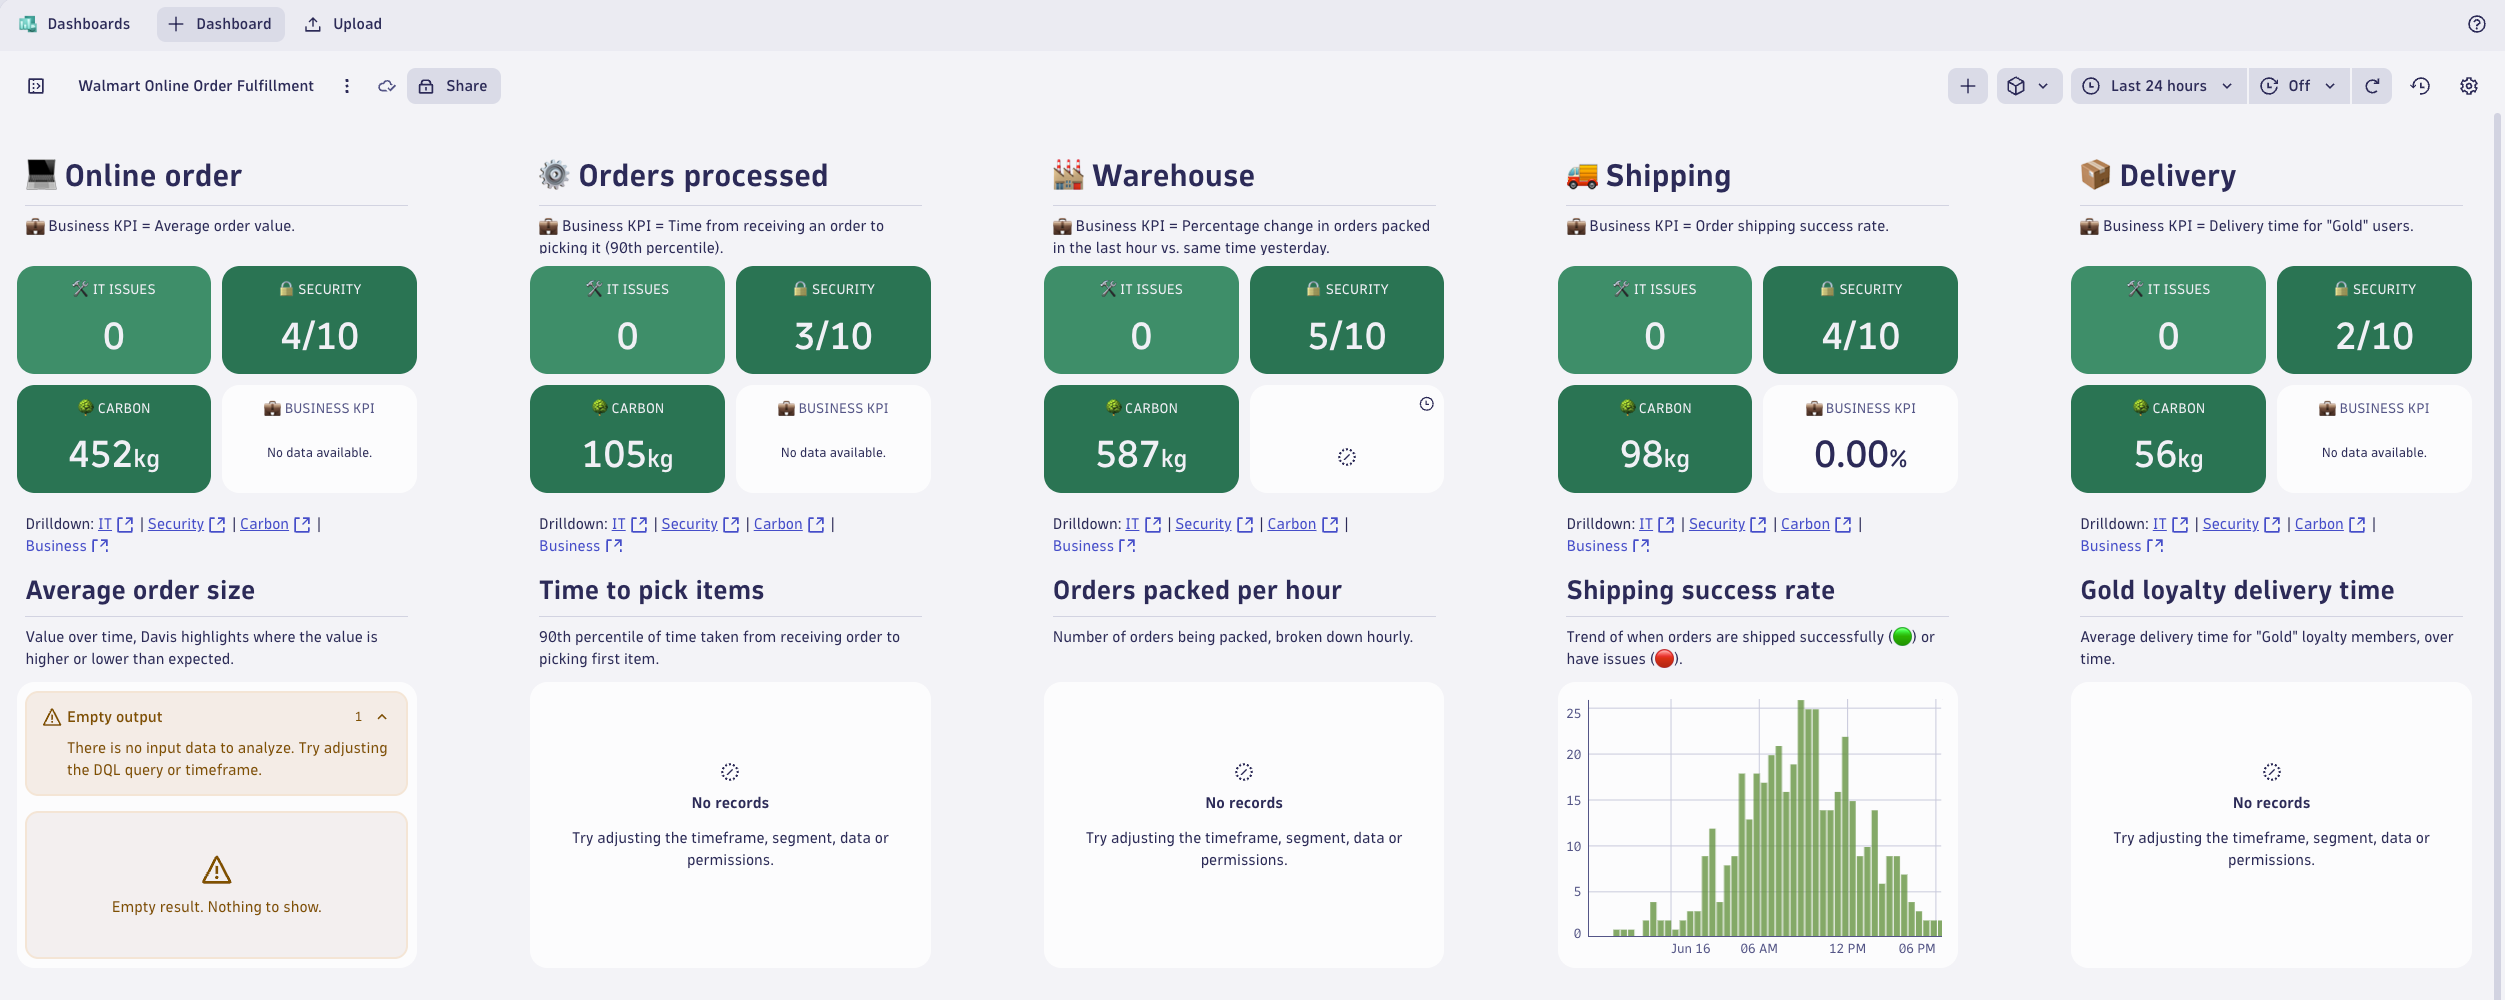 Dashboards
Dashboard
Upload
Walmart Online Order Fulfillment
Share
Last 24 hours
Off
Online order
Business KPI = Average order value.
IT ISSUES
0
SECURITY
4/10
CARBON
452kg
BUSINESS KPI
No data available.
Drilldown: IT | Security | Carbon |
Business
Average order size
Value over time, Davis highlights where the value is
higher or lower than expected.
Empty output
1
There is no input data to analyze. Try adjusting
the DQL query or timeframe.
Empty result. Nothing to show.
Orders processed
Business KPI = Time from receiving an order to
picking it (90th percentile).
IT ISSUES
0
SECURITY
3/10
CARBON
105kg
BUSINESS KPI
No data available.
Drilldown: IT | Security | Carbon |
Business
Time to pick items
90th percentile of time taken from receiving order to
picking first item.
No records
Try adjusting the timeframe, segment, data or
permissions.
Warehouse
Business KPI = Percentage change in orders packed
in the last hour vs. same time yesterday.
IT ISSUES
0
SECURITY
5/10
CARBON
587kg
Drilldown: IT | Security | Carbon |
Business
Orders packed per hour
Number of orders being packed, broken down hourly.
No records
Try adjusting the timeframe, segment, data or
permissions.
Shipping
Business KPI = Order shipping success rate.
IT ISSUES
0
SECURITY
4/10
CARBON
98kg
BUSINESS KPI
0.00%
Drilldown: IT | Security | Carbon |
Business
Shipping success rate
Trend of when orders are shipped successfully (🟢) or
have issues (🔴).
25
20
15
10
5
0
Jun 16
06 AM
12 PM
06 PM
Delivery
Business KPI = Delivery time for "Gold" users.
IT ISSUES
0
SECURITY
2/10
CARBON
56kg
BUSINESS KPI
No data available.
Drilldown: IT | Security | Carbon |
Business
Gold loyalty delivery time
Average delivery time for "Gold" loyalty members, over
time.
No records
Try adjusting the timeframe, segment, data or
permissions.